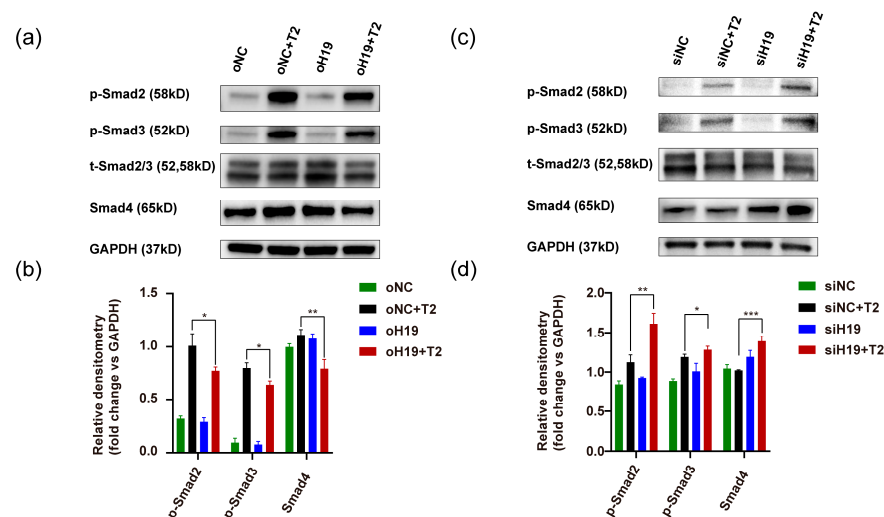 (a)
oNC
oNC+T2
oH19
oH19+T2
p-Smad2 (58kD)
p-Smad3 (52kD)
t-Smad2/3 (52,58kD)
Smad4 (65kD)
GAPDH (37kD)
(b)
Relative densitometry
(fold change vs GAPDH)
1.5
1.0
0.5
0.0
*
*
**
p-Smad2
p-Smad3
Smad4
oNC
oNC+T2
oH19
oH19+T2
(c)
siNC
siNC+T2
siH19
siH19+T2
p-Smad2 (58kD)
p-Smad3 (52kD)
t-Smad2/3 (52,58kD)
Smad4 (65kD)
GAPDH (37kD)
(d)
Relative densitometry
(fold change vs GAPDH)
2.0
1.5
1.0
0.5
0.0
**
*
***
p-Smad2
p-Smad3
Smad4
siNC
siNC+T2
siH19
siH19+T2